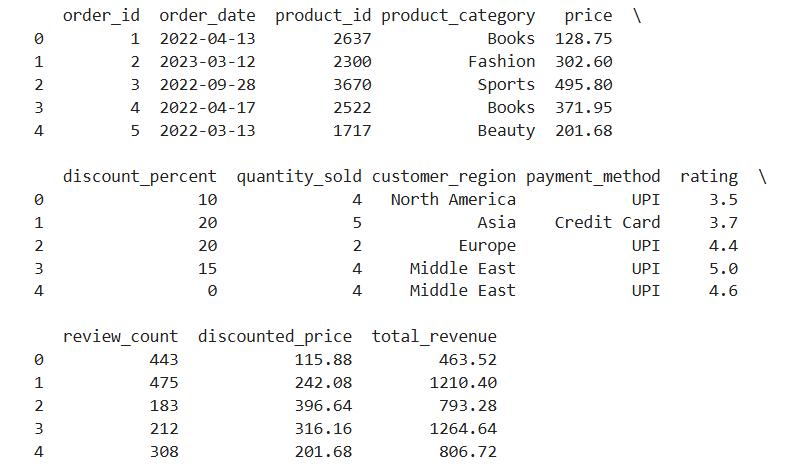 order_id order_date product_id product_category price \
0 1 2022-04-13 2637 Books 128.75
1 2 2023-03-12 2300 Fashion 302.60
2 3 2022-09-28 3670 Sports 495.80
3 4 2022-04-17 2522 Books 371.95
4 5 2022-03-13 1717 Beauty 201.68
discount_percent quantity_sold customer_region payment_method rating \
0 10 4 North America UPI 3.5
1 20 5 Asia Credit Card 3.7
2 20 2 Europe UPI 4.4
3 15 4 Middle East UPI 5.0
4 0 4 Middle East UPI 4.6
review_count discounted_price total_revenue
0 443 115.88 463.52
1 475 242.08 1210.40
2 183 396.64 793.28
3 212 316.16 1264.64
4 308 201.68 806.72